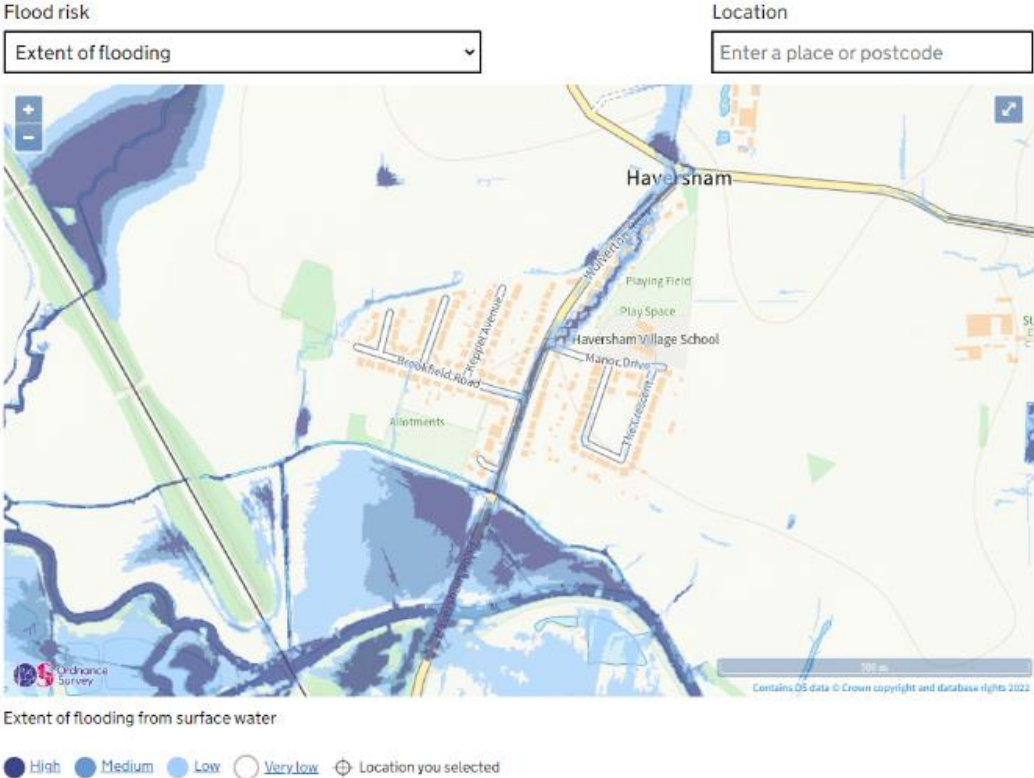 Flood risk
Location
Extent of flooding
Enter a place or postcode
+
−
Haversham
Wolverton
Playing Field
Play Space
Keppel Avenue
Haversham Village School
Manor Drive
Brookfield Road
The Crescent
Allotments
Ordnance
Survey
Contains OS data © Crown copyright and database rights 2022
Extent of flooding from surface water
High Medium Low Very low Location you selected